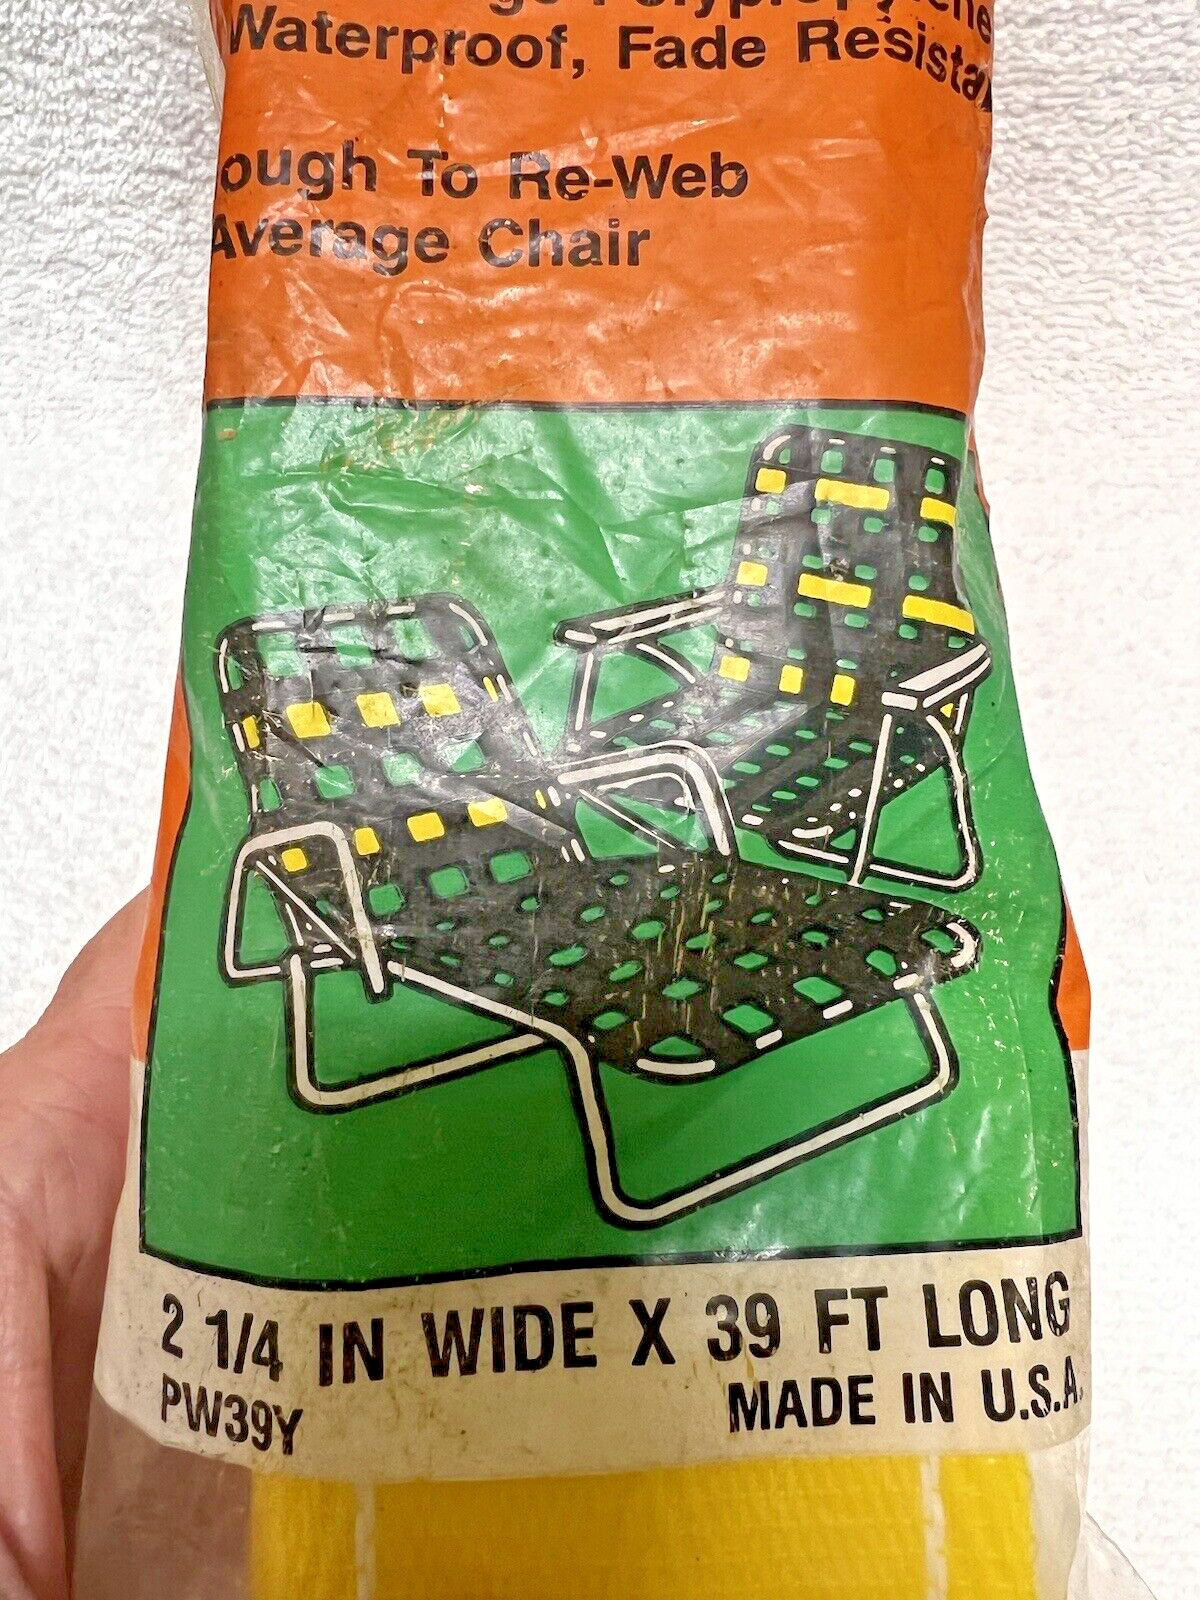 Waterproof, Fade Resista
ough To Re-Web
Average Chair
2 1/4 IN WIDE X 39 FT LONG
PW39Y
MADE IN U.S.A.